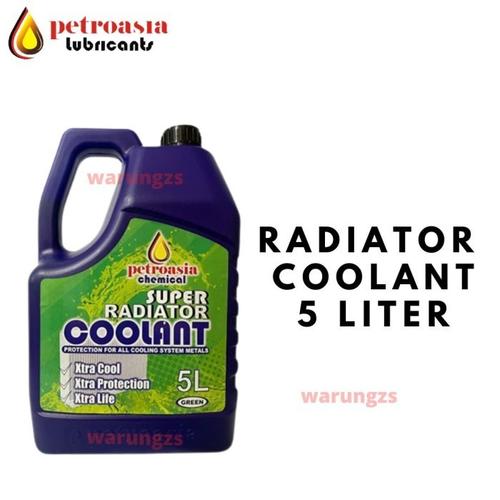 petroasia
Lubricants
warungzs
petroasia
chemical
SUPER
RADIATOR
COOLANT
PROTECTION FOR ALL COOLING SYSTEM METALS
Xtra Cool
Xtra Protection
Xtra Life
5L
GREEN
warungzs
RADIATOR
COOLANT
5 LITER
warungzs